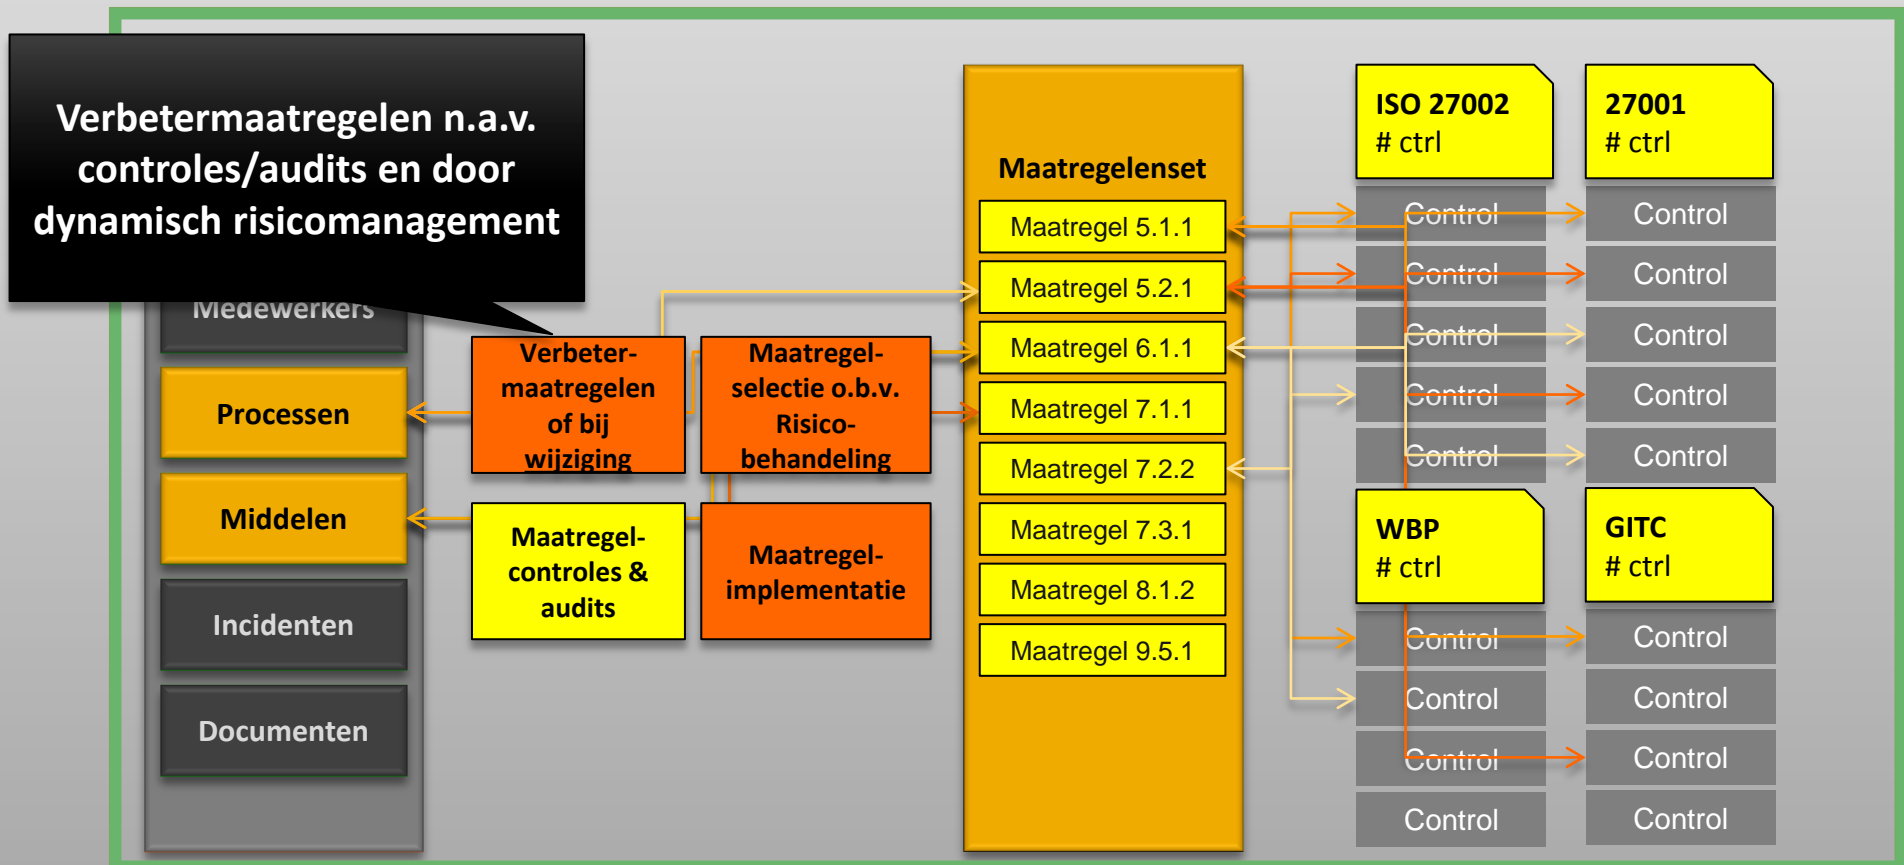 Verbetermaatregelen n.a.v.
controles/audits en door
dynamisch risicomanagement
Medewerkers
Processen
Middelen
Incidenten
Documenten
Verbeter-
maatregelen
of bij
wijziging
Maatregel-
selectie o.b.v.
Risico-
behandeling
Maatregel-
controles &
audits
Maatregel-
implementatie
Maatregelenset
Maatregel 5.1.1
Maatregel 5.2.1
Maatregel 6.1.1
Maatregel 7.1.1
Maatregel 7.2.2
Maatregel 7.3.1
Maatregel 8.1.2
Maatregel 9.5.1
ISO 27002
# ctrl
Control
Control
Control
Control
Control
27001
# ctrl
Control
Control
Control
Control
Control
WBP
# ctrl
Control
Control
Control
Control
GITC
# ctrl
Control
Control
Control
Control